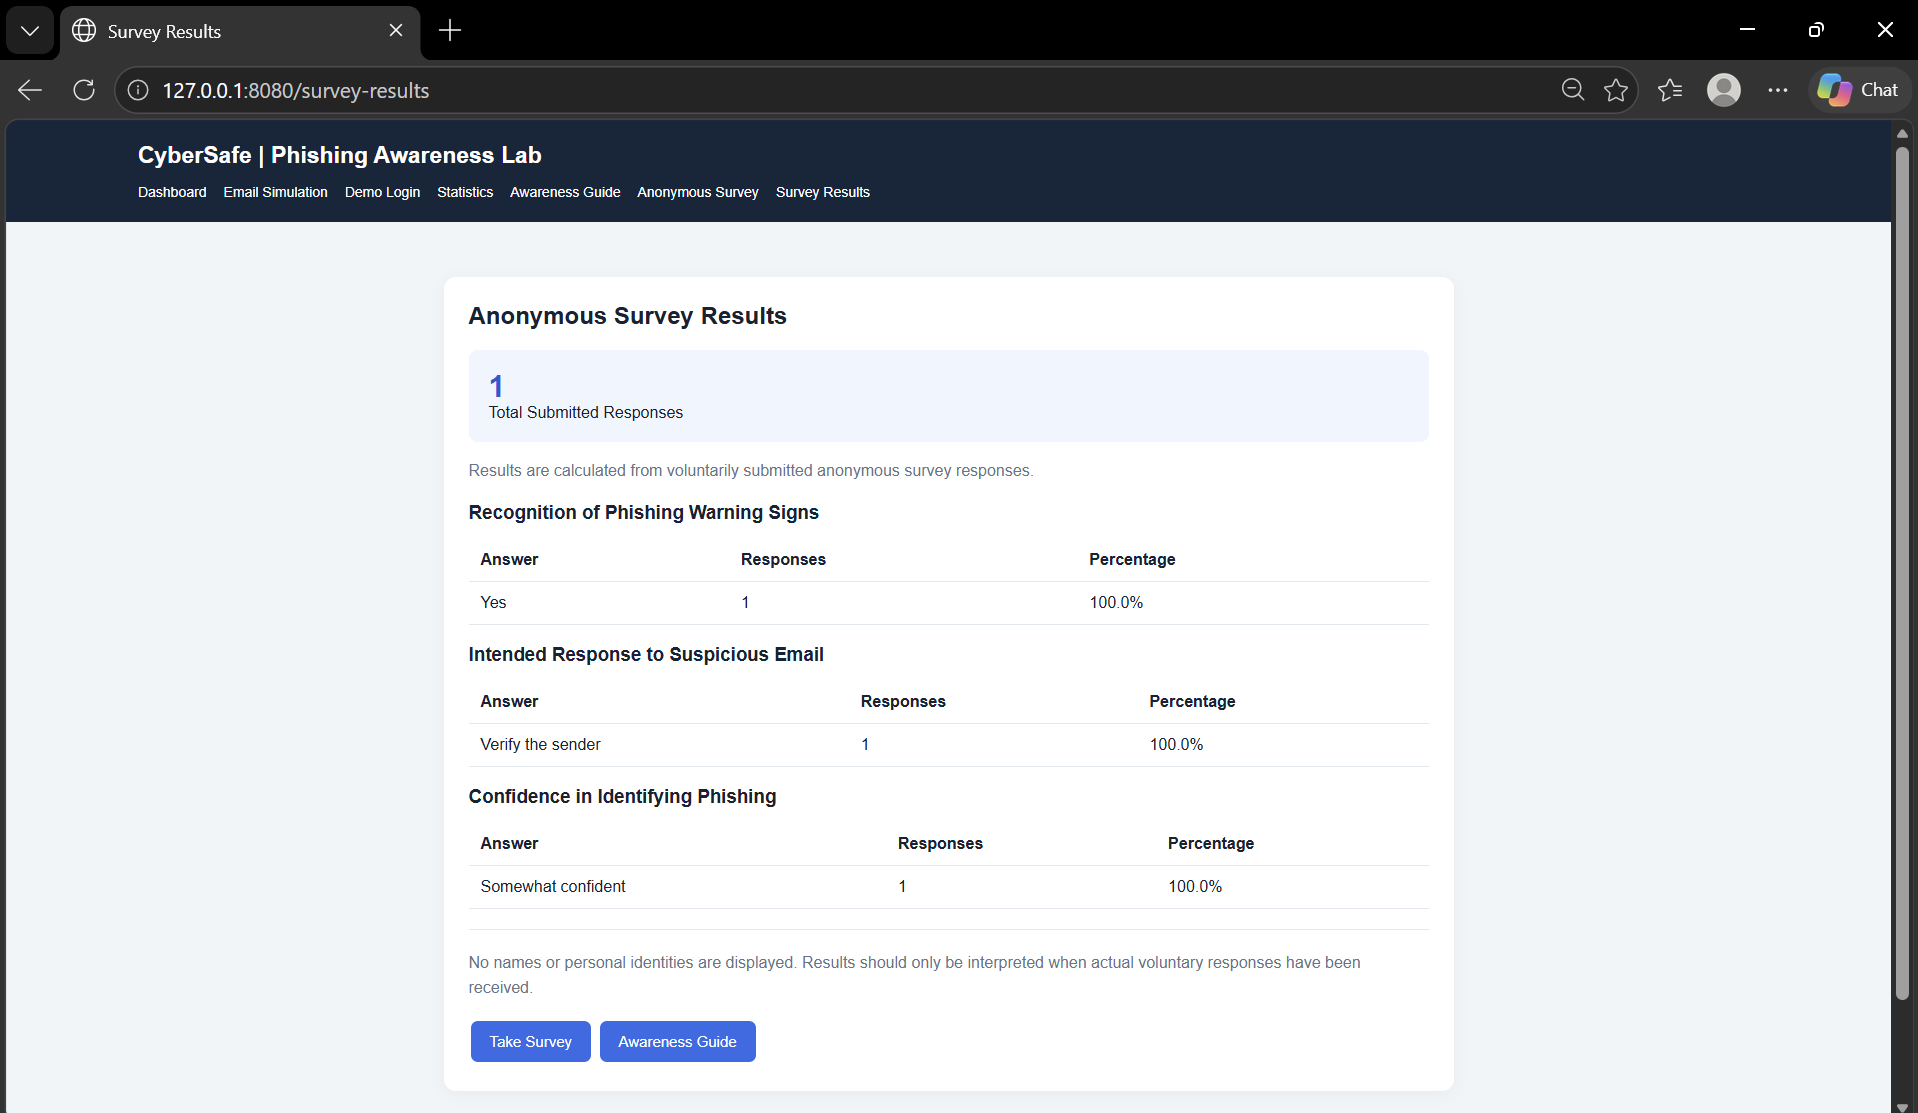 Survey Results
127.0.0.1:8080/survey-results
Chat
CyberSafe | Phishing Awareness Lab
Dashboard Email Simulation Demo Login Statistics Awareness Guide Anonymous Survey Survey Results
Anonymous Survey Results
1
Total Submitted Responses
Results are calculated from voluntarily submitted anonymous survey responses.
Recognition of Phishing Warning Signs
Answer Responses Percentage
Yes 1 100.0%
Intended Response to Suspicious Email
Answer Responses Percentage
Verify the sender 1 100.0%
Confidence in Identifying Phishing
Answer Responses Percentage
Somewhat confident 1 100.0%
No names or personal identities are displayed. Results should only be interpreted when actual voluntary responses have been
received.
Take Survey Awareness Guide